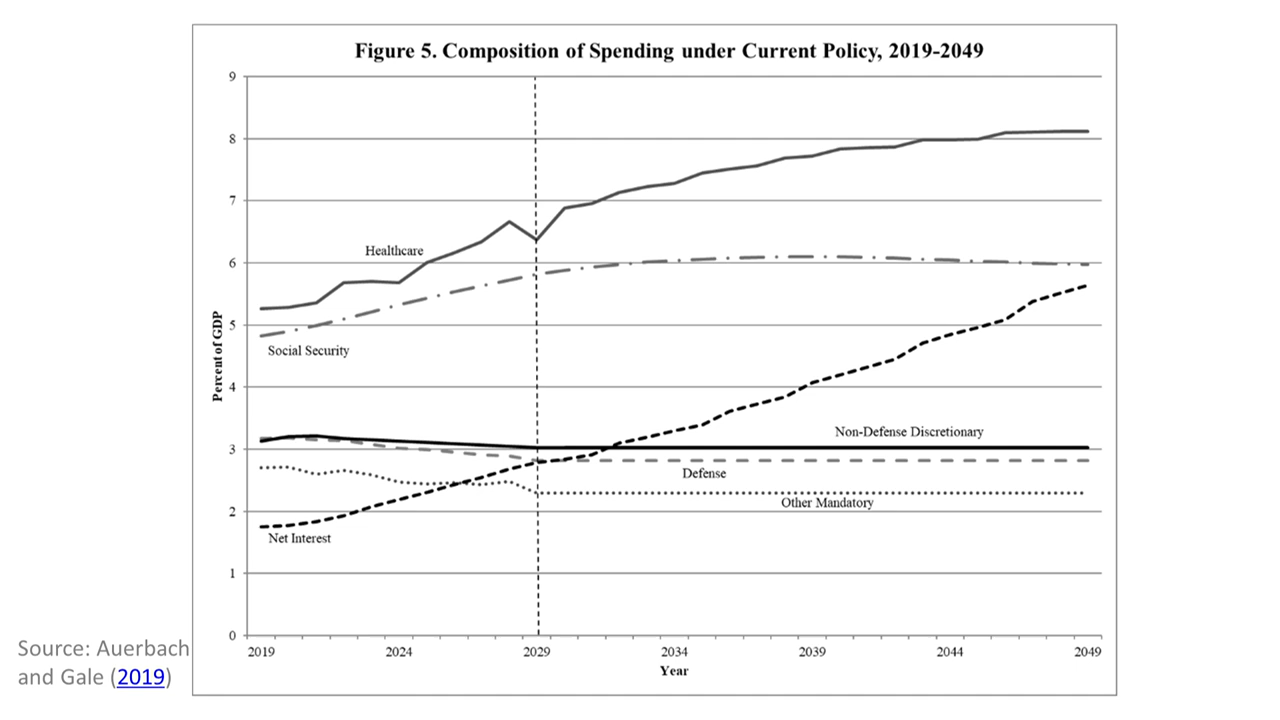 Figure 5. Composition of Spending under Current Policy, 2019-2049
9
8
7
6
5
4
3
2
1
0
Percent of GDP
Healthcare
Social Security
Non-Defense Discretionary
Defense
Other Mandatory
Net Interest
2019 2024 2029 2034 2039 2044 2049
Year
Source: Auerbach
and Gale (2019)